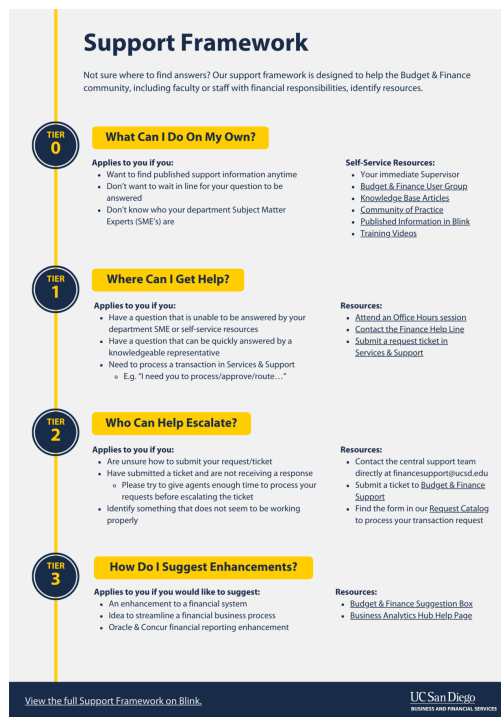 Support Framework
Not sure where to find answers? Our support framework is designed to help the Budget & Finance
community, including faculty or staff with financial responsibilities, identify resources.
TIER
0
What Can I Do On My Own?
Applies to you if you:
• Want to find published support information anytime
• Don't want to wait in line for your question to be
answered
• Don't know who your department Subject Matter
Experts (SME's) are
Self-Service Resources:
• Your immediate Supervisor
• Budget & Finance User Group
• Knowledge Base Articles
• Community of Practice
• Published Information in Blink
• Training Videos
TIER
1
Where Can I Get Help?
Applies to you if you:
• Have a question that is unable to be answered by your
department SME or self-service resources
• Have a question that can be quickly answered by a
knowledgeable representative
• Need to process a transaction in Services & Support
◦ E.g. “I need you to process/approve/route…”
Resources:
• Attend an Office Hours session
• Contact the Finance Help Line
• Submit a request ticket in
Services & Support
TIER
2
Who Can Help Escalate?
Applies to you if you:
• Are unsure how to submit your request/ticket
• Have submitted a ticket and are not receiving a response
◦ Please try to give agents enough time to process your
requests before escalating the ticket
• Identify something that does not seem to be working
properly
Resources:
• Contact the central support team
directly at financesupport@ucsd.edu
• Submit a ticket to Budget & Finance
Support
• Find the form in our Request Catalog
to process your transaction request
TIER
3
How Do I Suggest Enhancements?
Applies to you if you would like to suggest:
• An enhancement to a financial system
• Idea to streamline a financial business process
• Oracle & Concur financial reporting enhancement
Resources:
• Budget & Finance Suggestion Box
• Business Analytics Hub Help Page
View the full Support Framework on Blink.
UC San Diego
BUSINESS AND FINANCIAL SERVICES